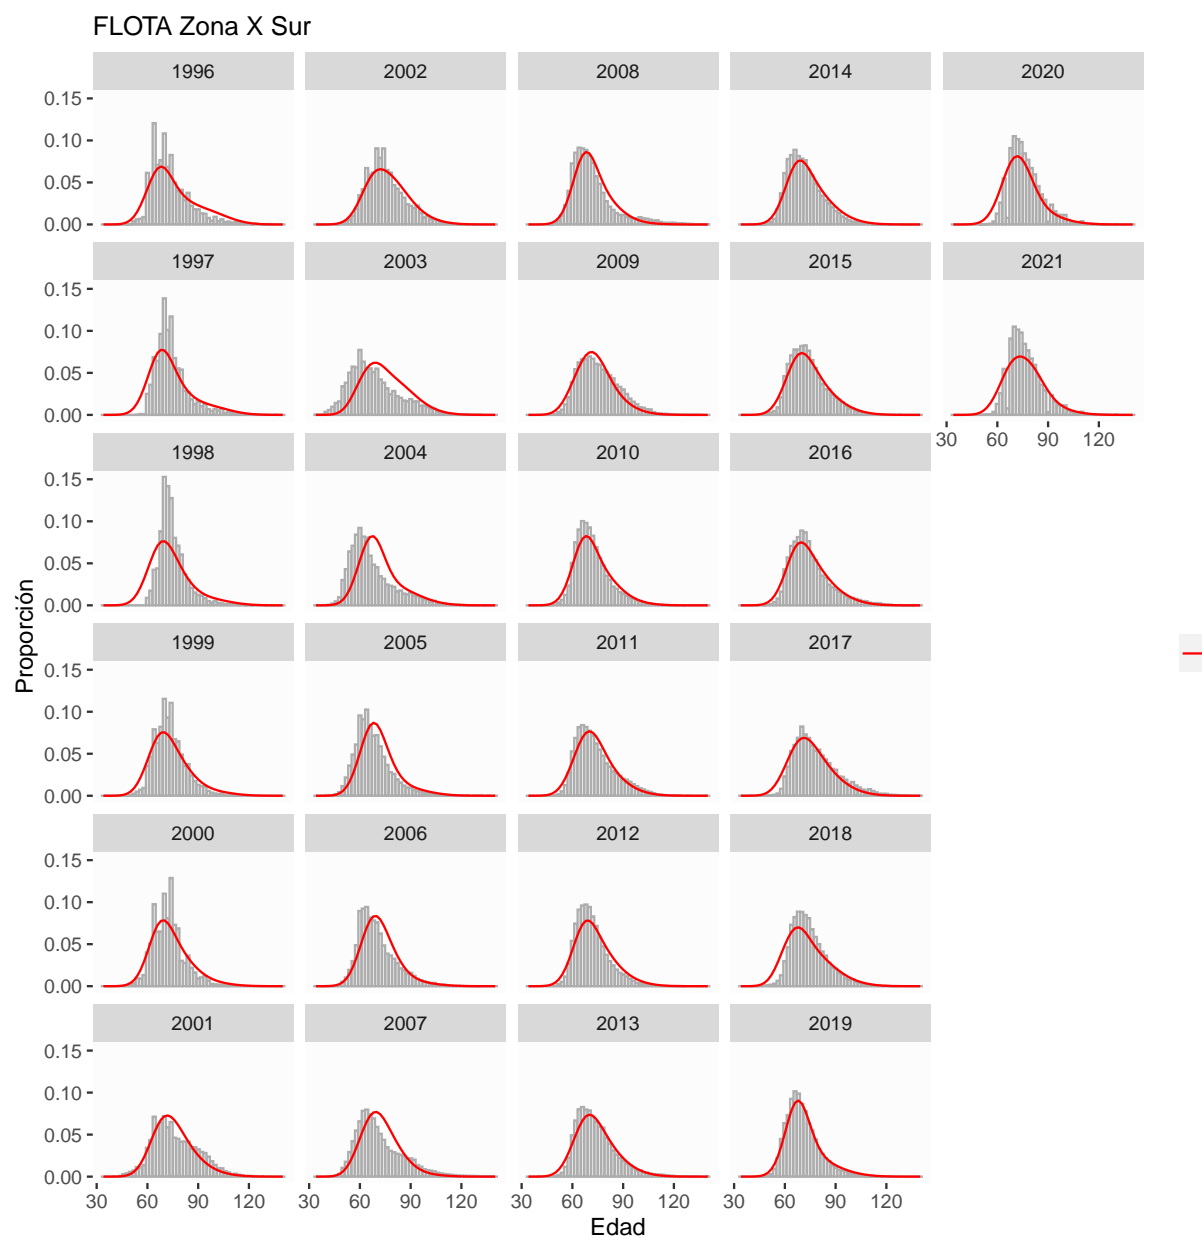 FLOTA Zona X Sur
1996 2002 2008 2014 2020
0.15
0.10
0.05
0.00
1997 2003 2009 2015 2021
0.15
0.10
0.05
0.00
30 60 90 120
1998 2004 2010 2016
0.15
0.10
0.05
0.00
Proporción
1999 2005 2011 2017
0.15
0.10
0.05
0.00
2000 2006 2012 2018
0.15
0.10
0.05
0.00
2001 2007 2013 2019
0.15
0.10
0.05
0.00
30 60 90 120 30 60 90 120 30 60 90 120 30 60 90 120
Edad